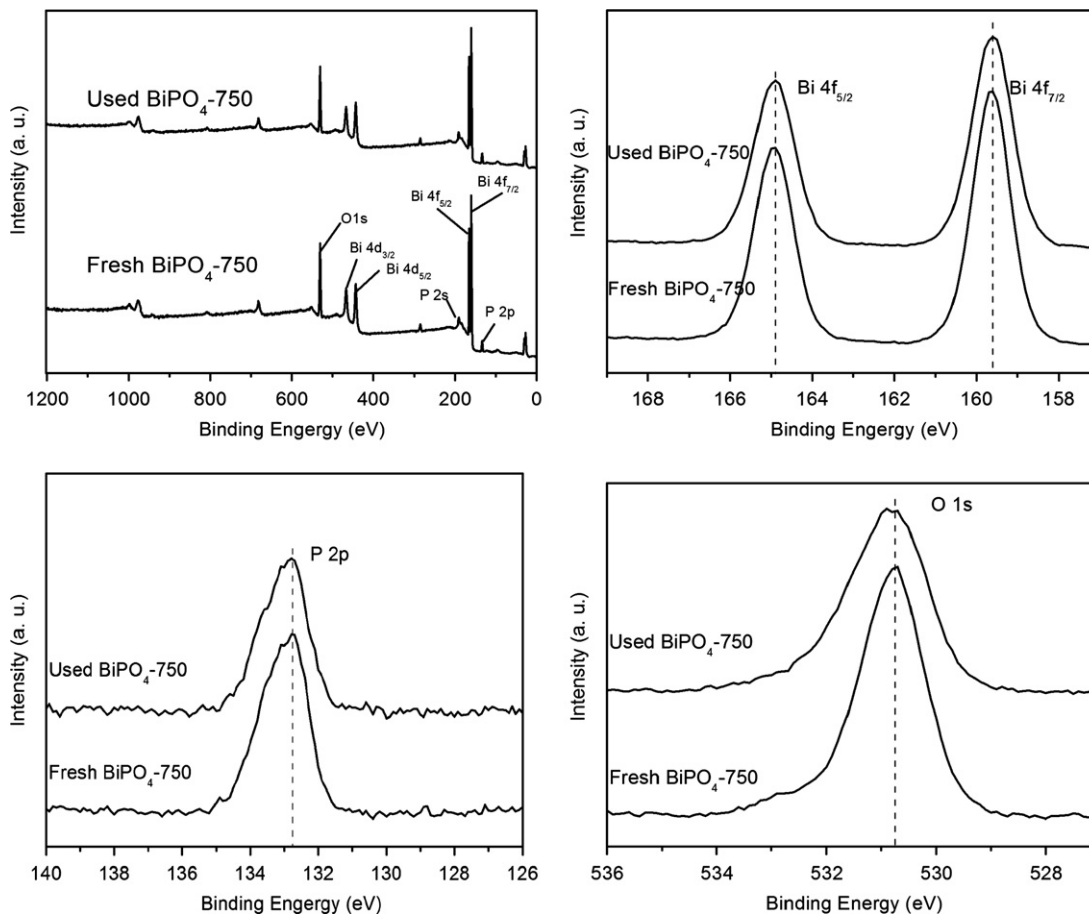 Intensity (a. u.)
Used BiPO₄-750
Bi 4f₇/₂
Bi 4f₅/₂
O1s
Bi 4d₃/₂
Fresh BiPO₄-750
Bi 4d₅/₂
P 2s
P 2p
1200 1000 800 600 400 200 0
Binding Engergy (eV)
Intensity (a. u.)
Bi 4f₅/₂ Bi 4f₇/₂
Used BiPO₄-750
Fresh BiPO₄-750
168 166 164 162 160 158
Binding Energy (eV)
Intensity (a. u.)
P 2p
Used BiPO₄-750
Fresh BiPO₄-750
140 138 136 134 132 130 128 126
Binding Engergy (eV)
Intensity (a. u.)
O 1s
Used BiPO₄-750
Fresh BiPO₄-750
536 534 532 531 530 528
Binding Engergy (eV)